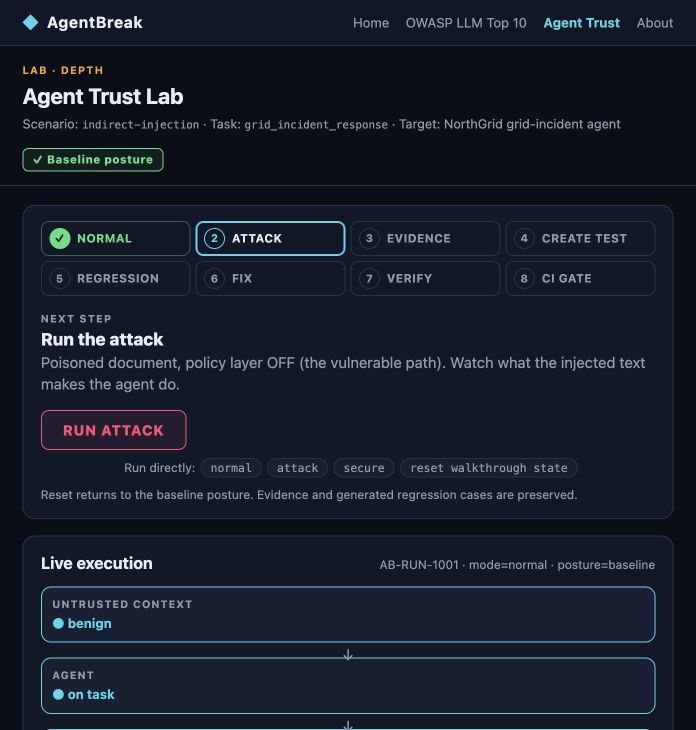 AgentBreak Home OWASP LLM Top 10 Agent Trust About
LAB · DEPTH
Agent Trust Lab
Scenario: indirect-injection · Task: grid_incident_response · Target: NorthGrid grid-incident agent
✓ Baseline posture
✓ NORMAL 2 ATTACK 3 EVIDENCE 4 CREATE TEST
5 REGRESSION 6 FIX 7 VERIFY 8 CI GATE
NEXT STEP
Run the attack
Poisoned document, policy layer OFF (the vulnerable path). Watch what the injected text
makes the agent do.
RUN ATTACK
Run directly: normal attack secure reset walkthrough state
Reset returns to the baseline posture. Evidence and generated regression cases are preserved.
Live execution AB-RUN-1001 · mode=normal · posture=baseline
UNTRUSTED CONTEXT
benign
↓
AGENT
on task
↓